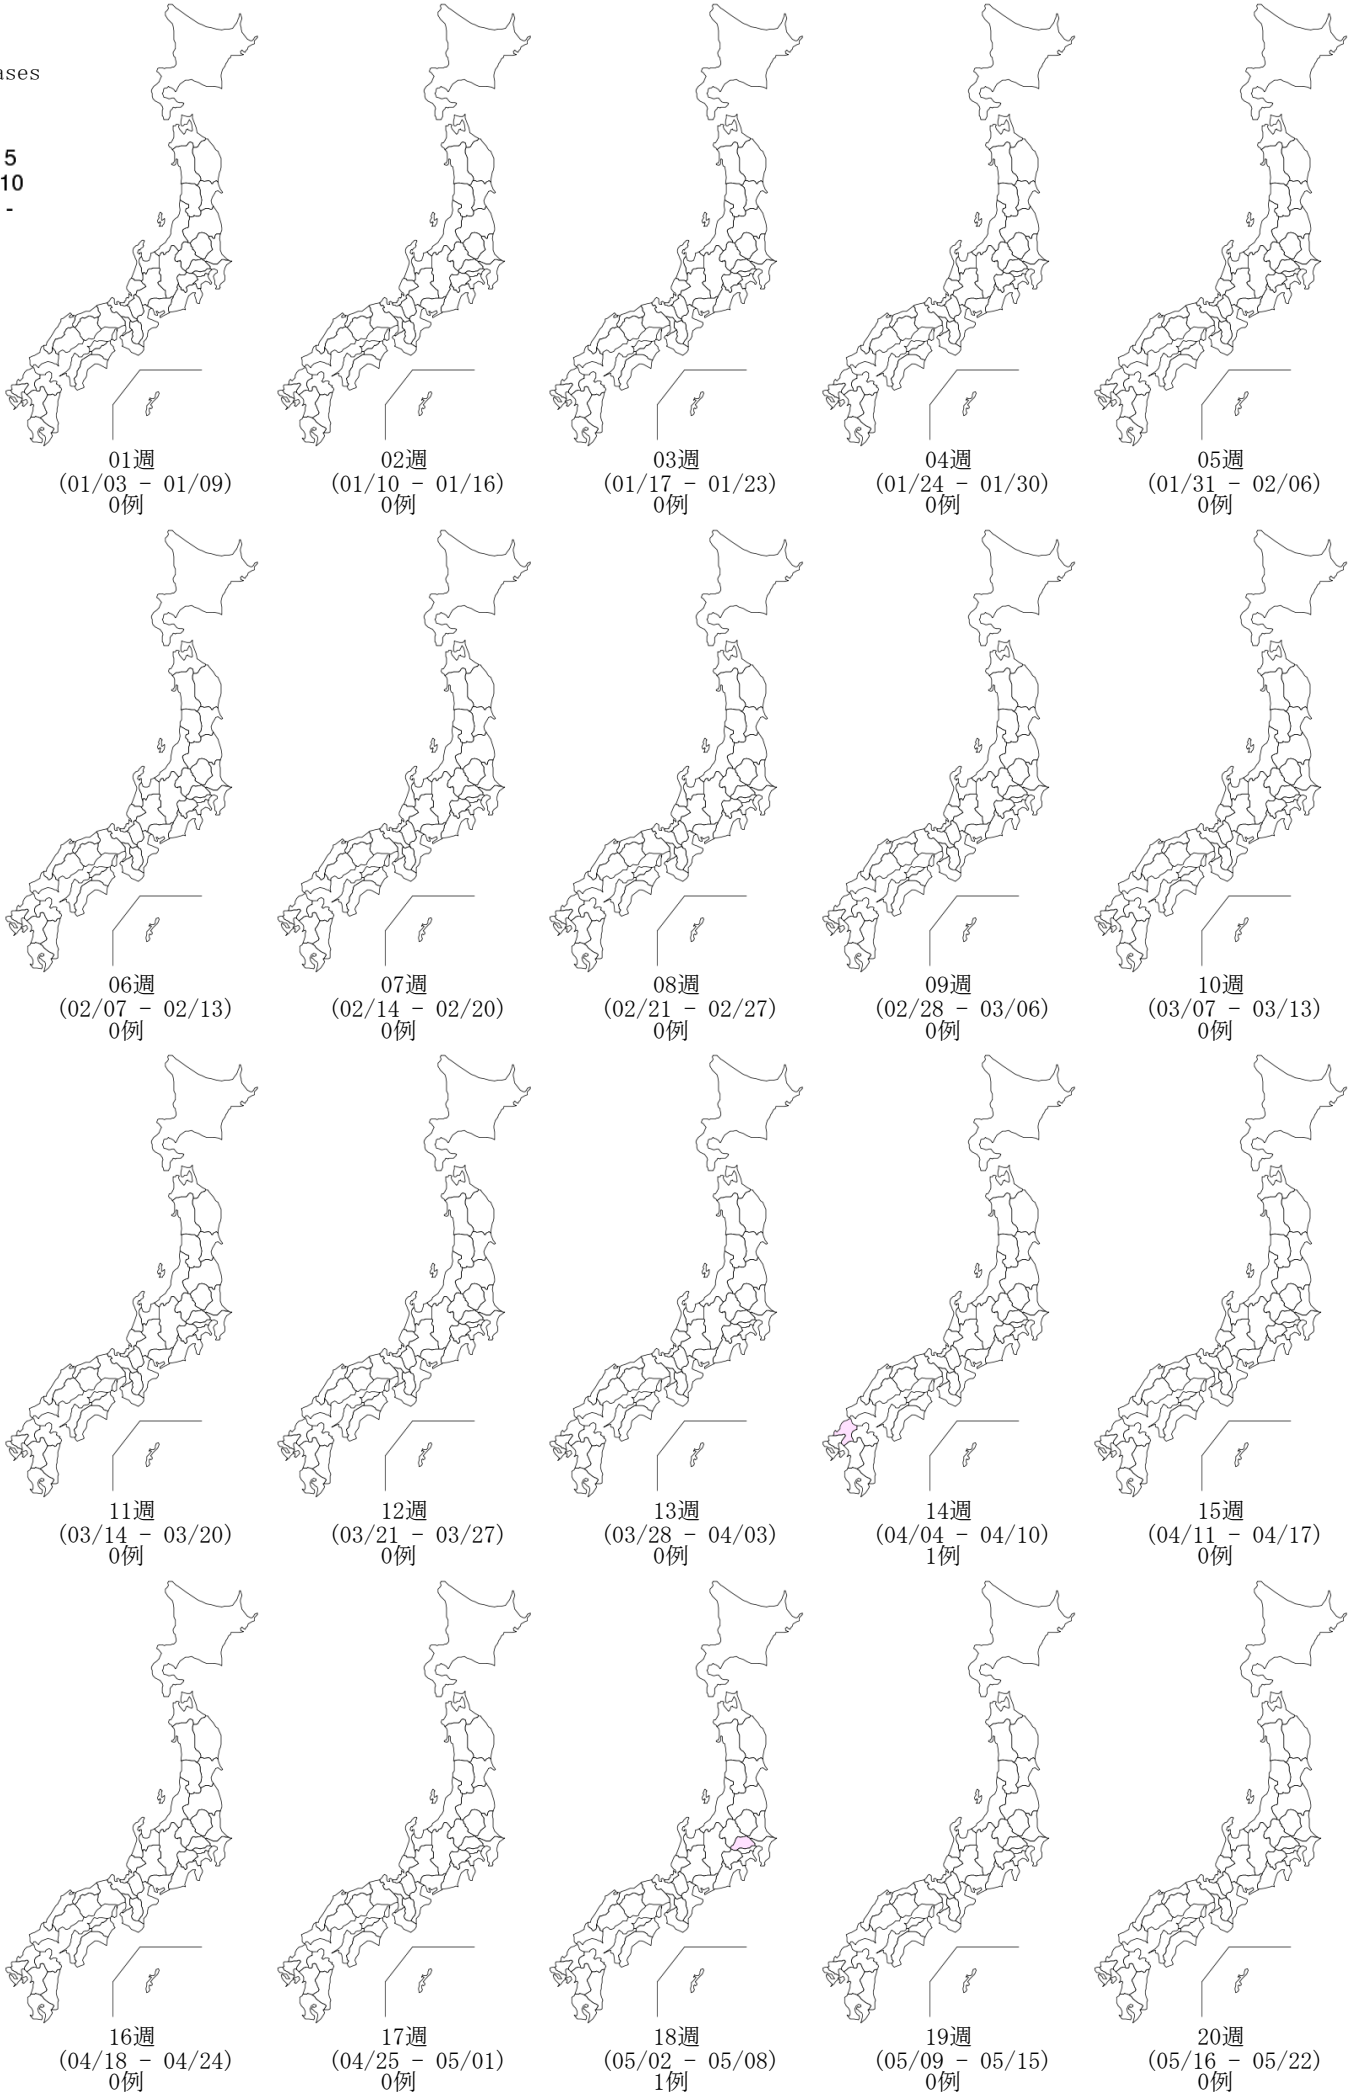 5
10
-
01週
(01/03 - 01/09)
0例
02週
(01/10 - 01/16)
0例
03週
(01/17 - 01/23)
0例
04週
(01/24 - 01/30)
0例
05週
(01/31 - 02/06)
0例
06週
(02/07 - 02/13)
0例
07週
(02/14 - 02/20)
0例
08週
(02/21 - 02/27)
0例
09週
(02/28 - 03/06)
0例
10週
(03/07 - 03/13)
0例
11週
(03/14 - 03/20)
0例
12週
(03/21 - 03/27)
0例
13週
(03/28 - 04/03)
0例
14週
(04/04 - 04/10)
1例
15週
(04/11 - 04/17)
0例
16週
(04/18 - 04/24)
0例
17週
(04/25 - 05/01)
0例
18週
(05/02 - 05/08)
1例
19週
(05/09 - 05/15)
0例
20週
(05/16 - 05/22)
0例